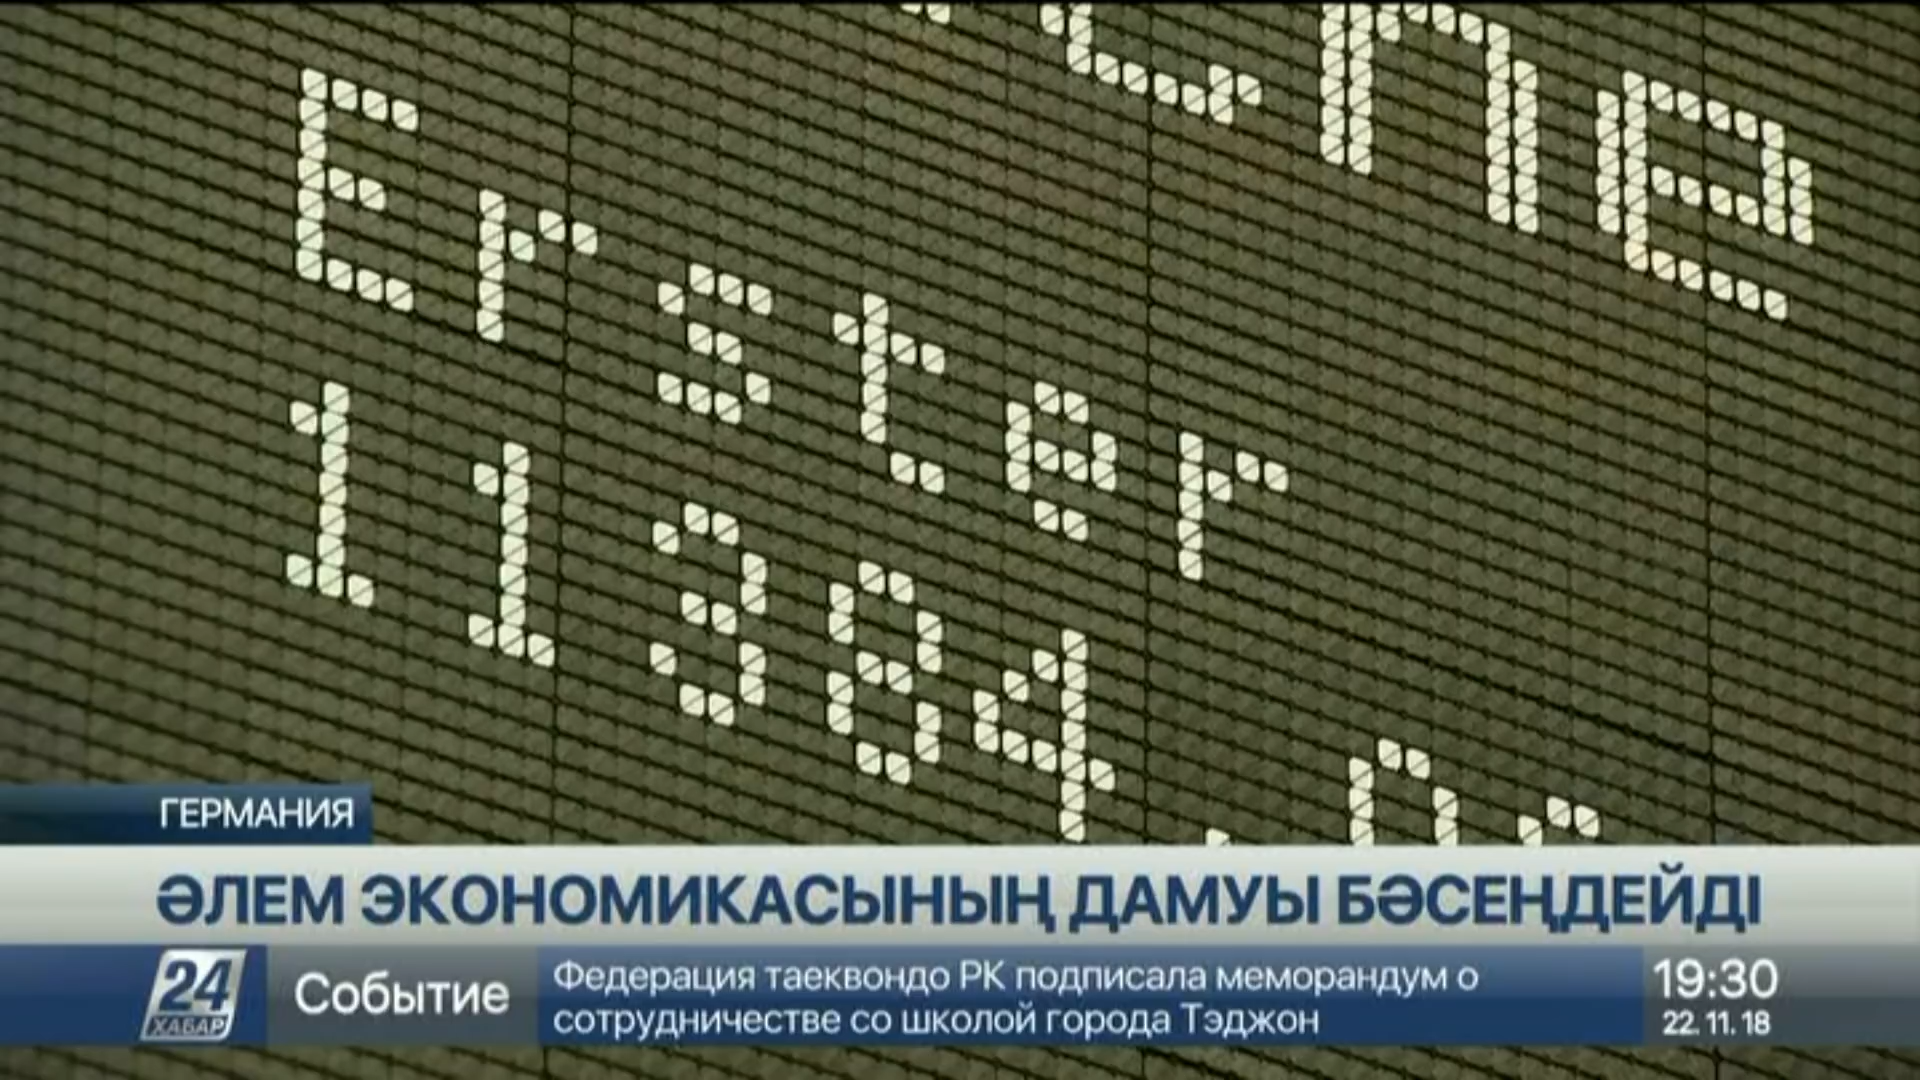 Erster
11384
ГЕРМАНИЯ
ӘЛЕМ ЭКОНОМИКАСЫНЫҢ ДАМУЫ БӘСЕҢДЕЙДІ
24
ХАБАР
Событие
Федерация таеквондо РК подписала меморандум о
сотрудничестве со школой города Тэджон
19:30
22.11.18